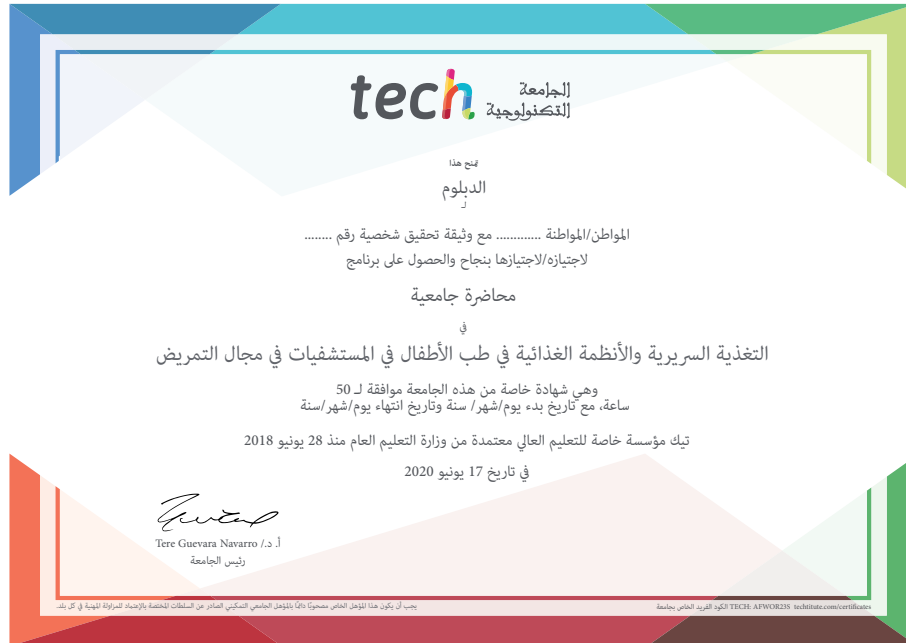 tech
الجامعة
التكنولوجية
تمنح هذا
الدبلوم
لـ
المواطن/المواطنة ............. مع وثيقة تحقيق شخصية رقم ........
لاجتيازه/لاجتيازها بنجاح والحصول على برنامج
محاضرة جامعية
في
التغذية السريرية والأنظمة الغذائية في طب الأطفال في المستشفيات في مجال التمريض
وهي شهادة خاصة من هذه الجامعة موافقة لـ 50
ساعة، مع تاريخ بدء يوم/شهر/ سنة وتاريخ انتهاء يوم/شهر/سنة
تيك مؤسسة خاصة للتعليم العالي معتمدة من وزارة التعليم العام منذ 28 يونيو 2018
في تاريخ 17 يونيو 2020
أ. د./ Tere Guevara Navarro
رئيس الجامعة
يجب أن يكون هذا المؤهل الخاص مصحوبًا دائمًا بالمؤهل الجامعي التمكيني الصادر عن السلطات المختصة بالإعتماد للمزاولة المهنية في كل بلد.
الكود الفريد الخاص بجامعة TECH: AFWOR23S techtitute.com/certificates